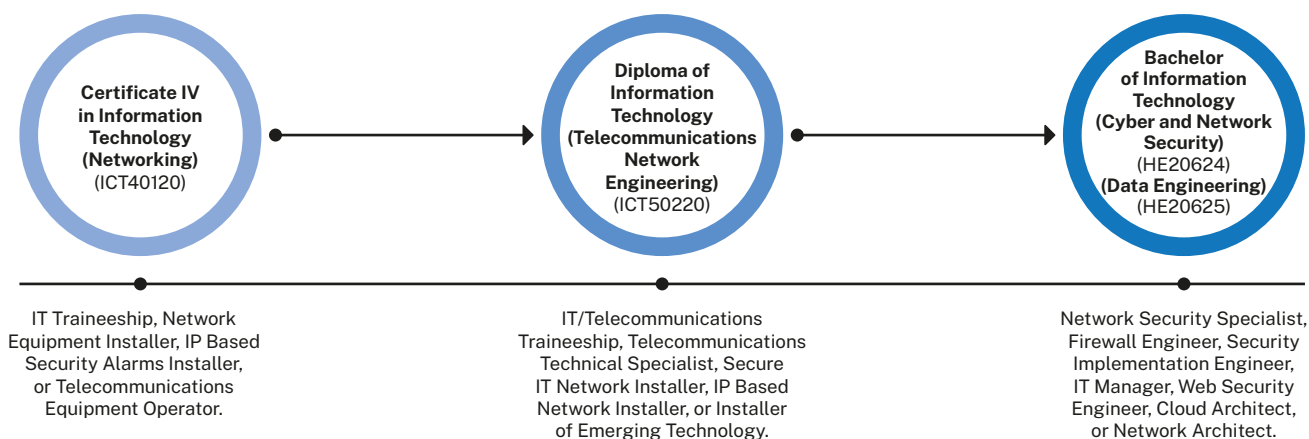 Certificate IV
in Information
Technology
(Networking)
(ICT40120)
Diploma of
Information
Technology
(Telecommunications
Network
Engineering)
(ICT50220)
Bachelor
of Information
Technology
(Cyber and Network
Security)
(HE20624)
(Data Engineering)
(HE20625)
IT Traineeship, Network
Equipment Installer, IP Based
Security Alarms Installer,
or Telecommunications
Equipment Operator.
IT/Telecommunications
Traineeship, Telecommunications
Technical Specialist, Secure
IT Network Installer, IP Based
Network Installer, or Installer
of Emerging Technology.
Network Security Specialist,
Firewall Engineer, Security
Implementation Engineer,
IT Manager, Web Security
Engineer, Cloud Architect,
or Network Architect.